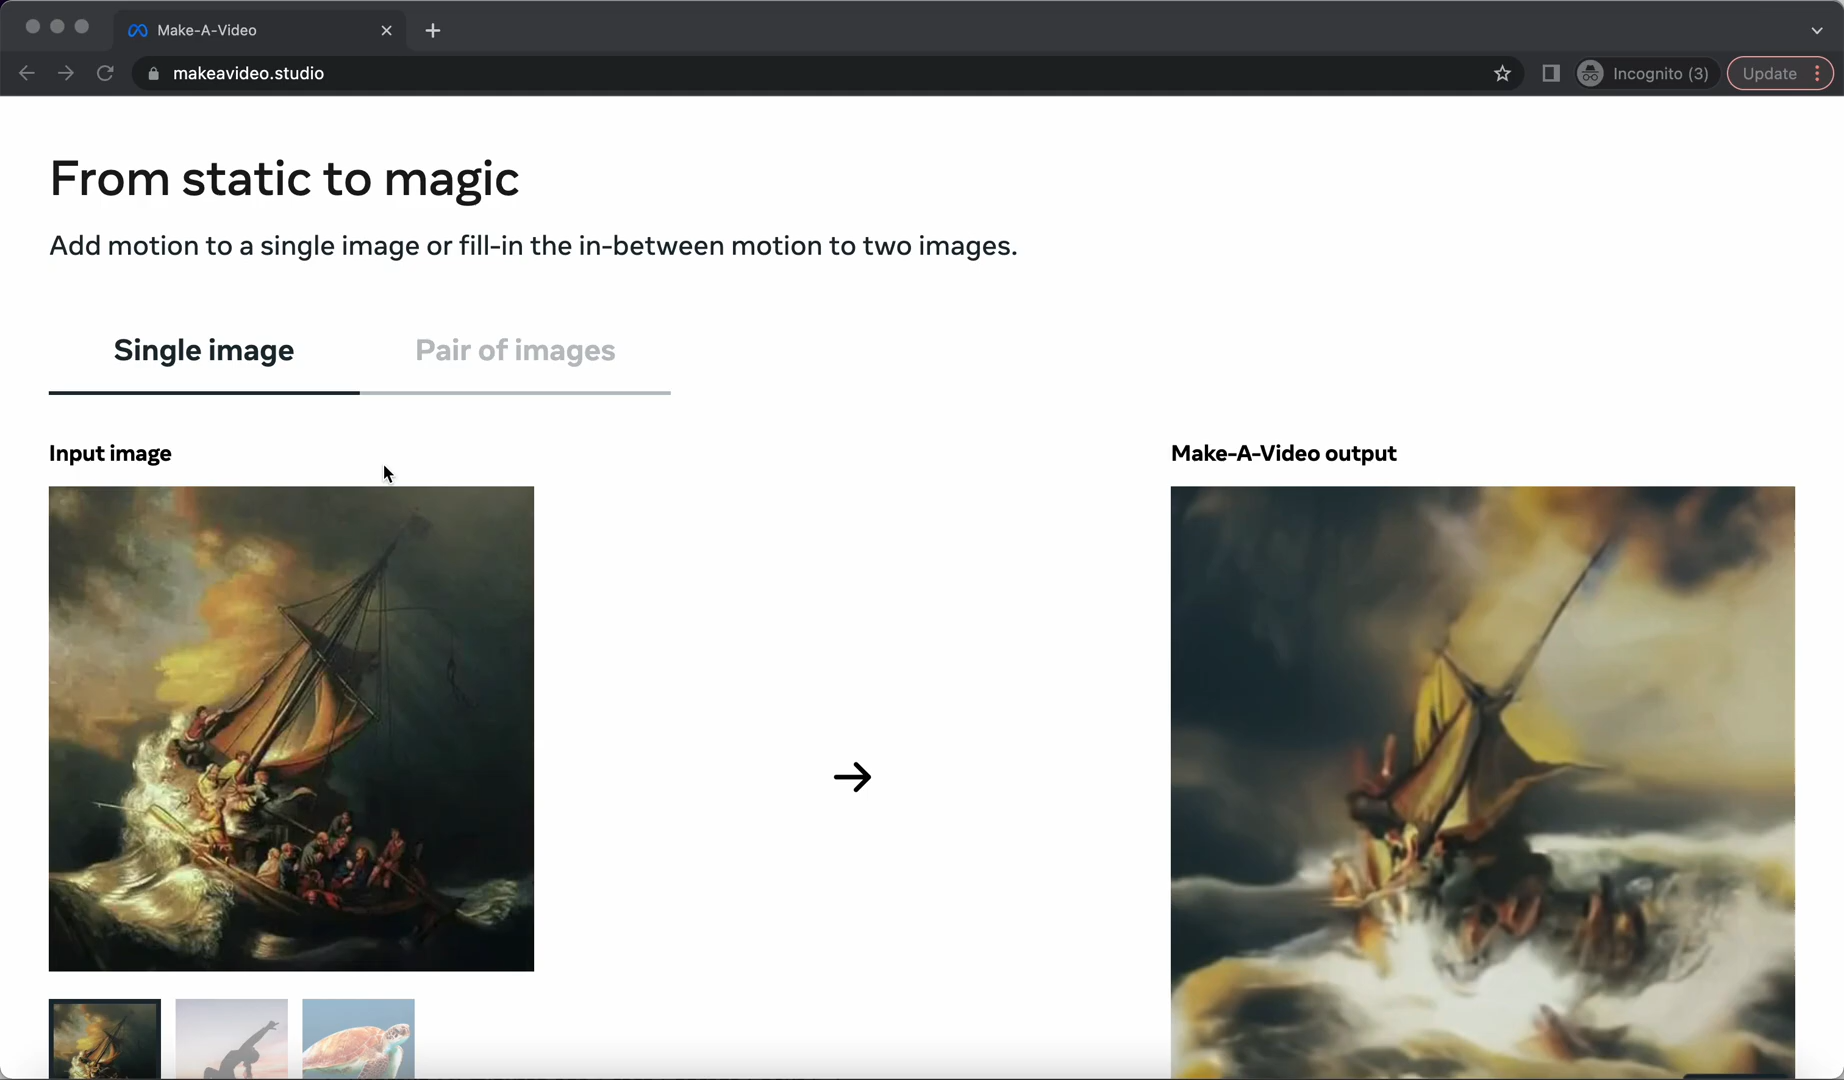 Make-A-Video
makeavideo.studio
Incognito (3)
Update
From static to magic
Add motion to a single image or fill-in the in-between motion to two images.
Single image
Pair of images
Input image
Make-A-Video output